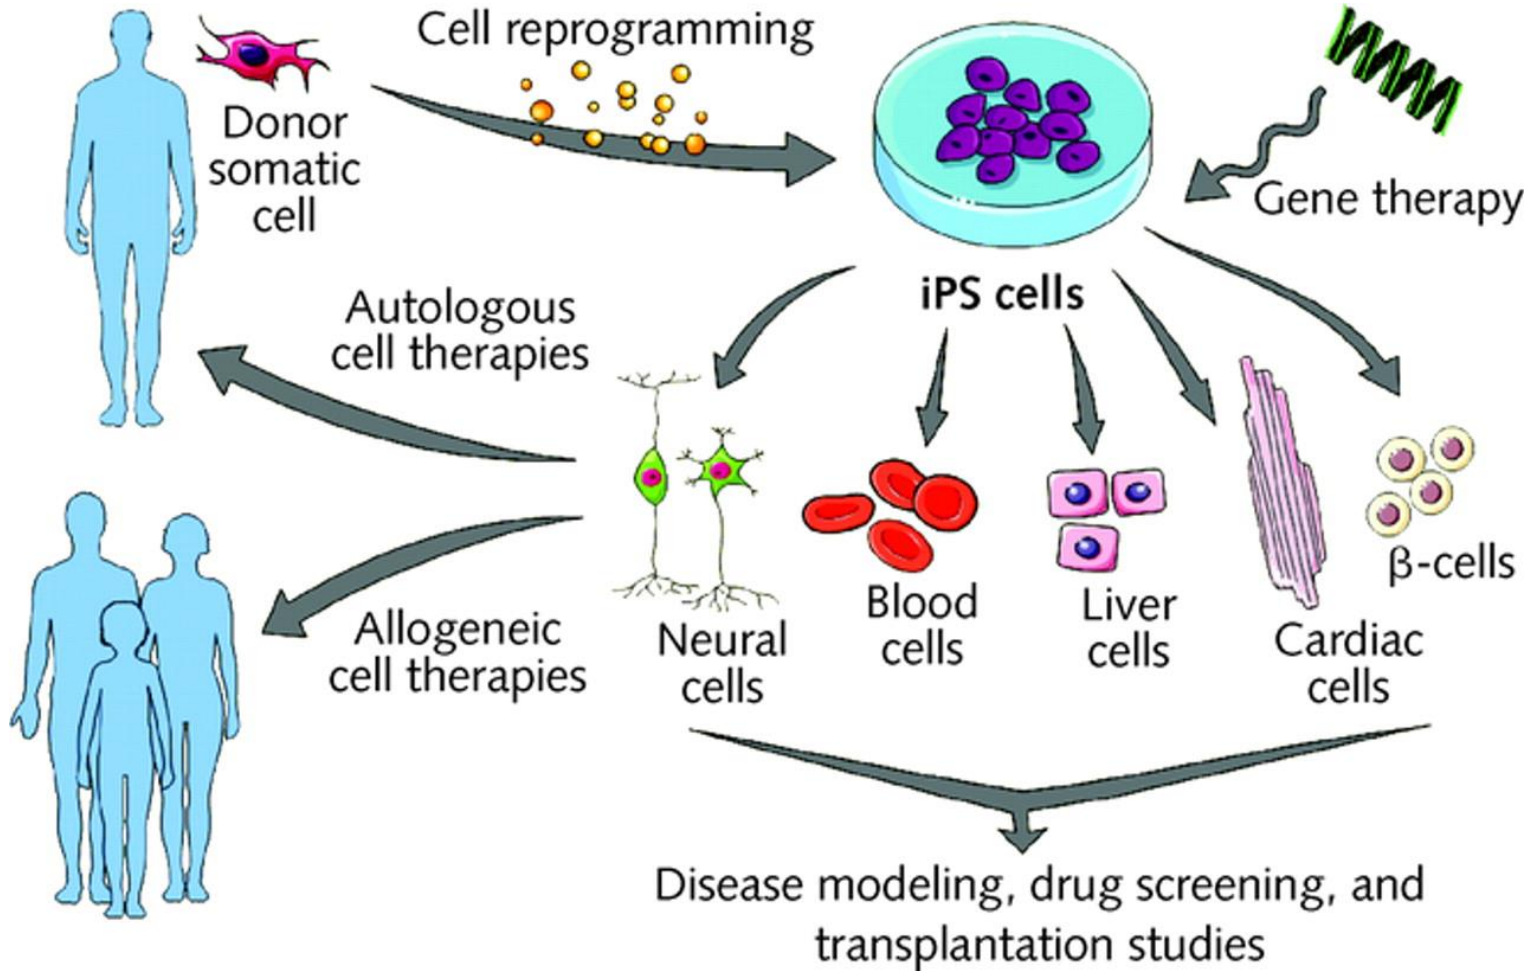 Cell reprogramming
Donor
somatic
cell
Gene therapy
iPS cells
Autologous
cell therapies
Allogeneic
cell therapies
Neural
cells
Blood
cells
Liver
cells
Cardiac
cells
β-cells
Disease modeling, drug screening, and
transplantation studies